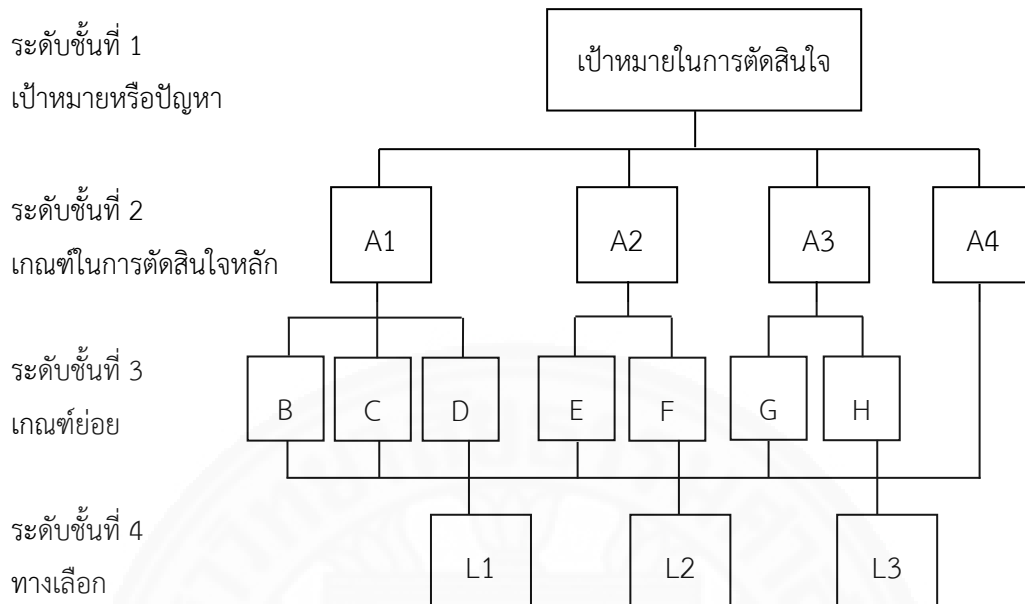 ระดับชั้นที่ 1
เป้าหมายหรือปัญหา
เป้าหมายในการตัดสินใจ
ระดับชั้นที่ 2
เกณฑ์ในการตัดสินใจหลัก
A1
A2
A3
A4
ระดับชั้นที่ 3
เกณฑ์ย่อย
B
C
D
E
F
G
H
ระดับชั้นที่ 4
ทางเลือก
L1
L2
L3